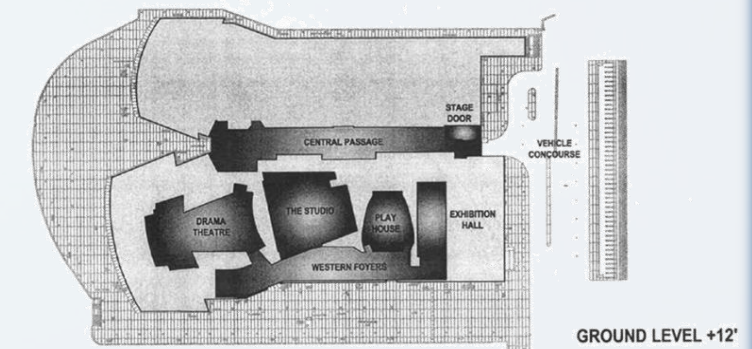 STAGE
DOOR
CENTRAL PASSAGE
VEHICLE
CONCOURSE
DRAMA
THEATRE
THE STUDIO
PLAY
HOUSE
EXHIBITION
HALL
WESTERN FOYERS
GROUND LEVEL +12'